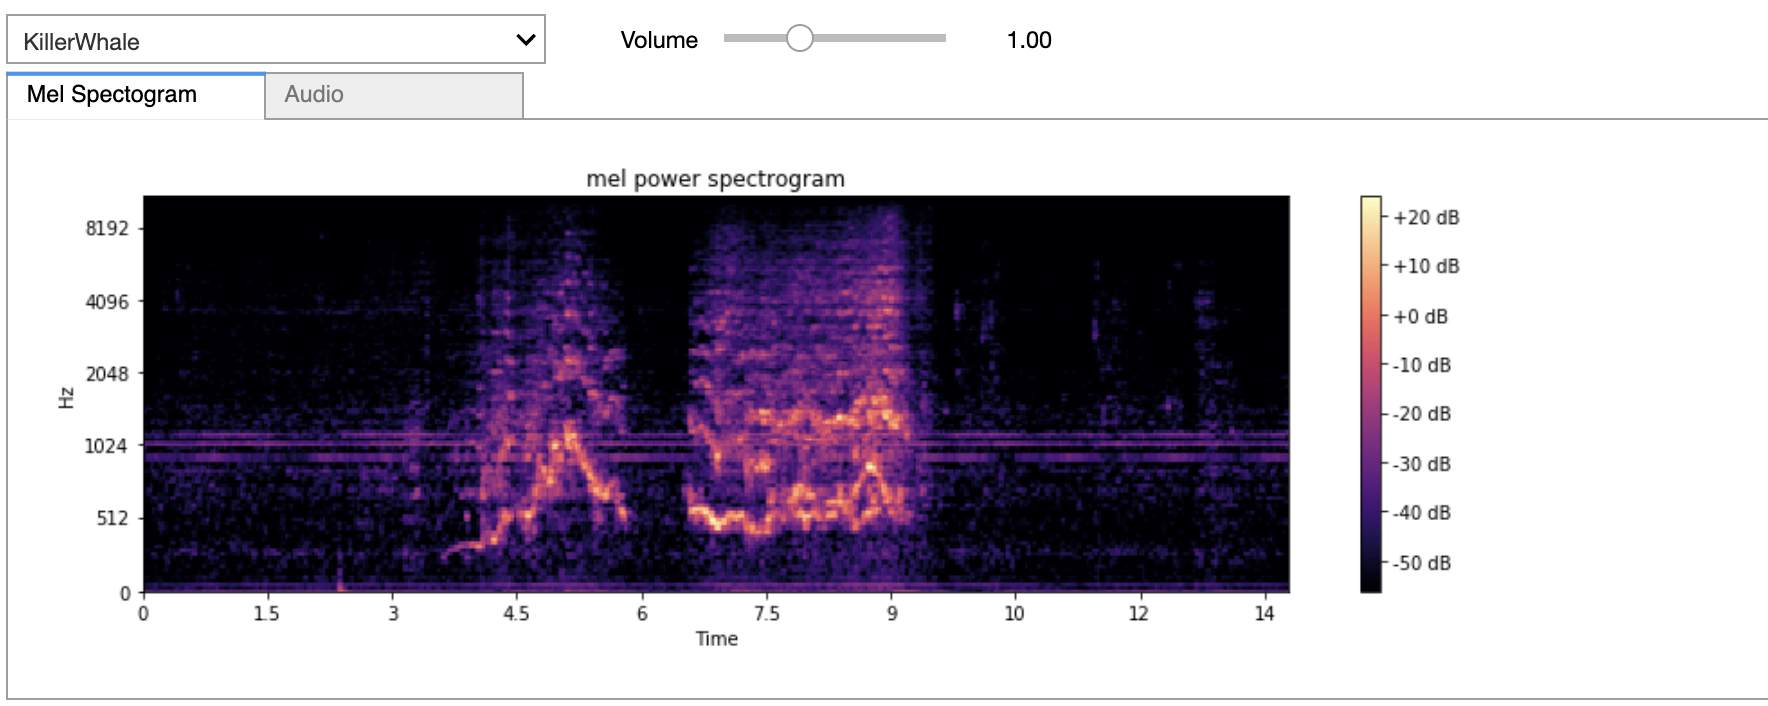 KillerWhale
Volume 1.00
Mel Spectogram Audio
mel power spectrogram
8192
4096
2048
1024
512
0
Hz
0 1.5 3 4.5 6 7.5 9 10 12 14
Time
+20 dB
+10 dB
+0 dB
-10 dB
-20 dB
-30 dB
-40 dB
-50 dB